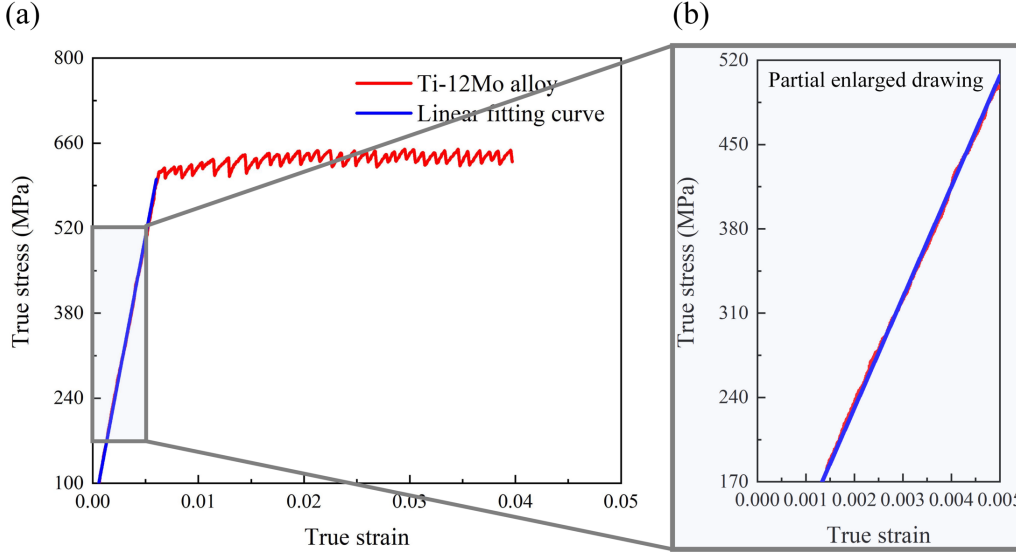 (a)
800
660
520
380
240
100
True stress (MPa)
Ti-12Mo alloy
Linear fitting curve
0.00
0.01
0.02
0.03
0.04
0.05
True strain
(b)
520
450
380
310
240
170
True stress (MPa)
Partial enlarged drawing
0.000
0.001
0.002
0.003
0.004
0.005
True strain